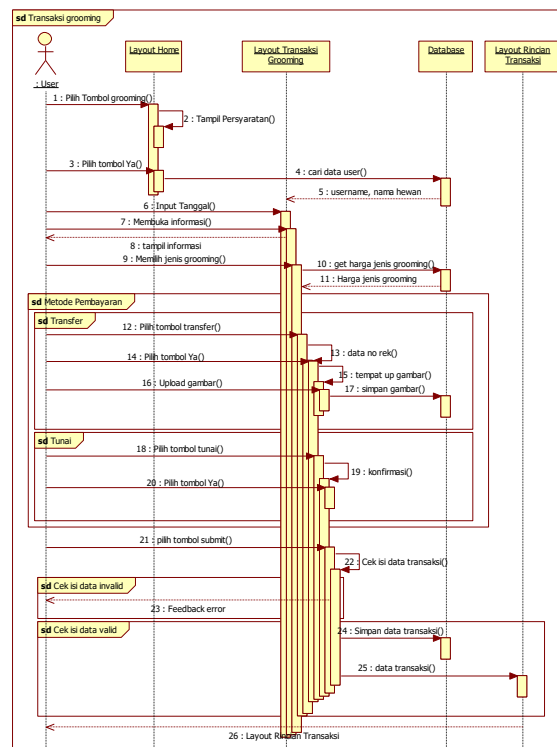 sd Transaksi grooming
Layout Home
Layout Transaksi
Grooming
Database
Layout Rincian
Transaksi
: User
1 : Pilih Tombol grooming()
2 : Tampil Persyaratan()
3 : Pilih tombol Ya()
4 : cari data user()
5 : username, nama hewan
6 : Input Tanggal()
7 : Membuka informasi()
8 : tampil informasi
9 : Memilih jenis grooming()
10 : get harga jenis grooming()
11 : Harga jenis grooming
sd Metode Pembayaran
sd Transfer
12 : Pilih tombol transfer()
13 : data no rek()
14 : Pilih tombol Ya()
15 : tempat up gambar()
16 : Upload gambar()
17 : simpan gambar()
sd Tunai
18 : Pilih tombol tunai()
19 : konfirmasi()
20 : Pilih tombol Ya()
21 : pilih tombol submit()
22 : Cek isi data transaksi()
sd Cek isi data invalid
23 : Feedback error
sd Cek isi data valid
24 : Simpan data transaksi()
25 : data transaksi()
26 : Layout Rincian Transaksi